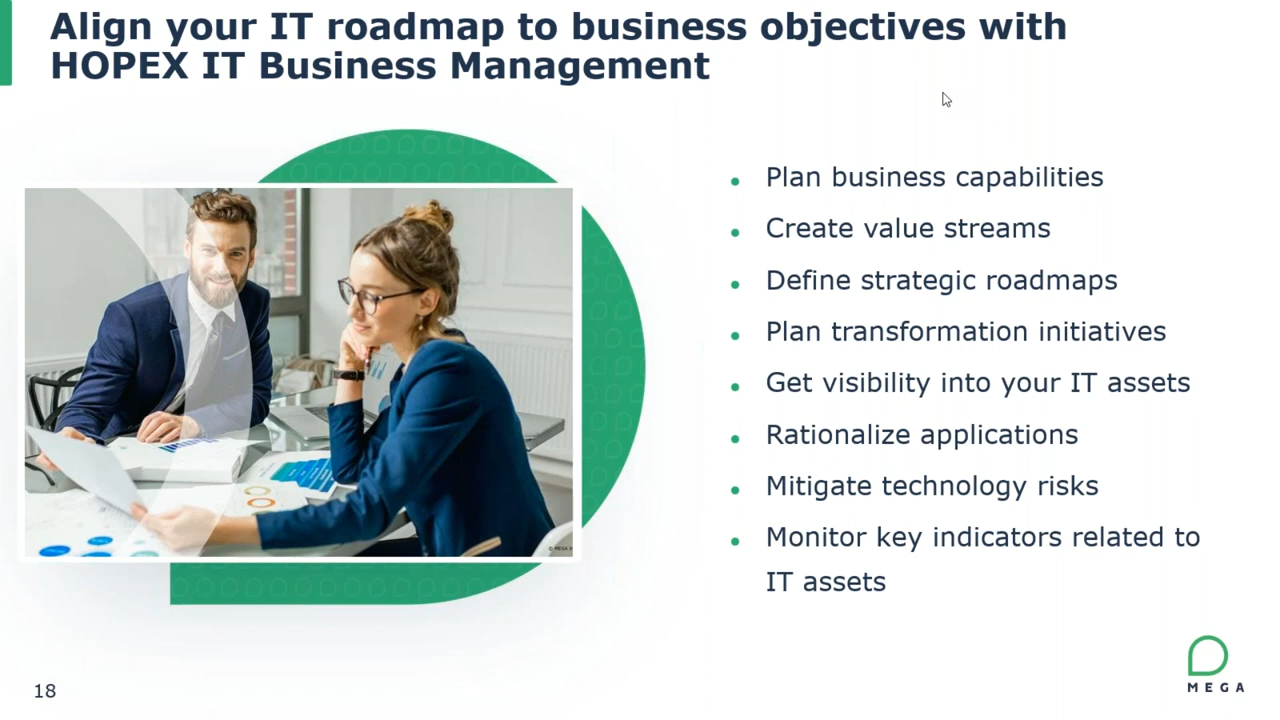 Align your IT roadmap to business objectives with
HOPEX IT Business Management
• Plan business capabilities
• Create value streams
• Define strategic roadmaps
• Plan transformation initiatives
• Get visibility into your IT assets
• Rationalize applications
• Mitigate technology risks
• Monitor key indicators related to
IT assets
18
MEGA